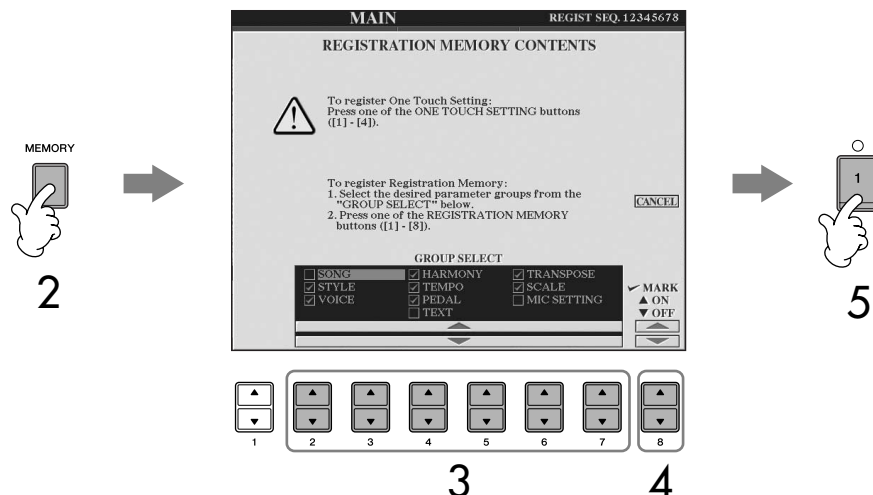 MAIN REGIST SEQ. 12345678
REGISTRATION MEMORY CONTENTS
To register One Touch Setting:
Press one of the ONE TOUCH SETTING buttons
([1] - [4]).
MEMORY
2
To register Registration Memory:
1. Select the desired parameter groups from the
"GROUP SELECT" below.
2. Press one of the REGISTRATION MEMORY
buttons ([1] - [8]).
CANCEL
1
5
GROUP SELECT
SONG HARMONY TRANSPOSE
STYLE TEMPO SCALE
VOICE PEDAL MIC SETTING
TEXT
MARK
▲ ON
▼ OFF
1 2 3 4 5 6 7 8
3 4